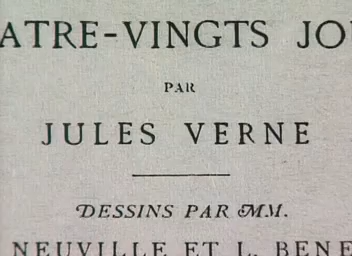 ATRE-VINGTS JO
PAR
JULES VERNE
DESSINS PAR MM.
NEUVILLE ET L. BENE